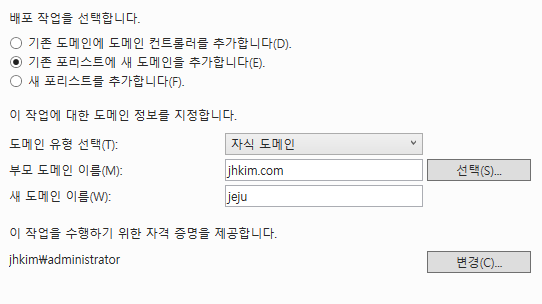 배포 작업을 선택합니다.
기존 도메인에 도메인 컨트롤러를 추가합니다(D).
기존 포리스트에 새 도메인을 추가합니다(E).
새 포리스트를 추가합니다(F).
이 작업에 대한 도메인 정보를 지정합니다.
도메인 유형 선택(T): 자식 도메인
부모 도메인 이름(M): jhkim.com 선택(S)...
새 도메인 이름(W): jeju
이 작업을 수행하기 위한 자격 증명을 제공합니다.
jhkim₩administrator 변경(C)...